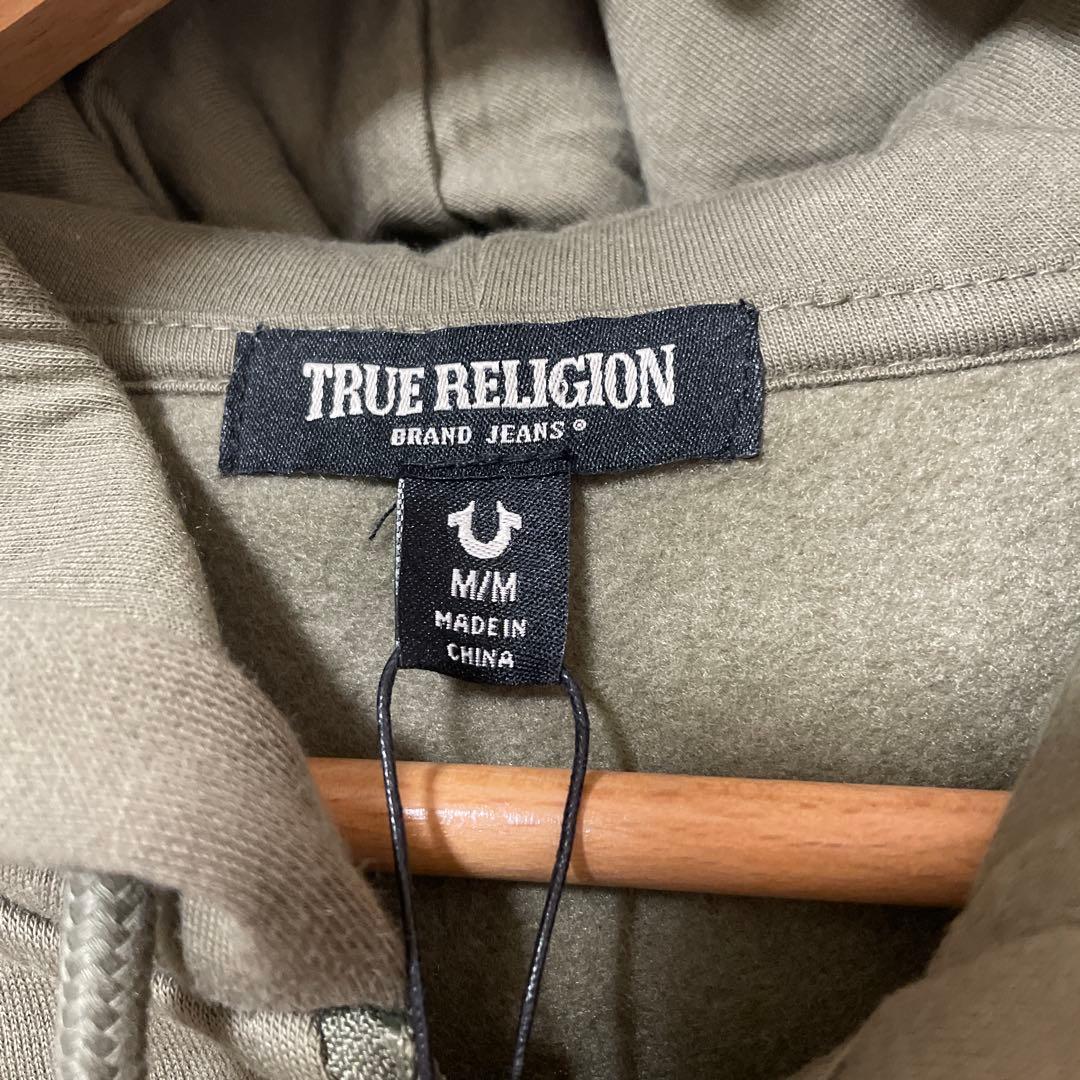 TRUE RELIGION
BRAND JEANS®
M/M
MADE IN
CHINA